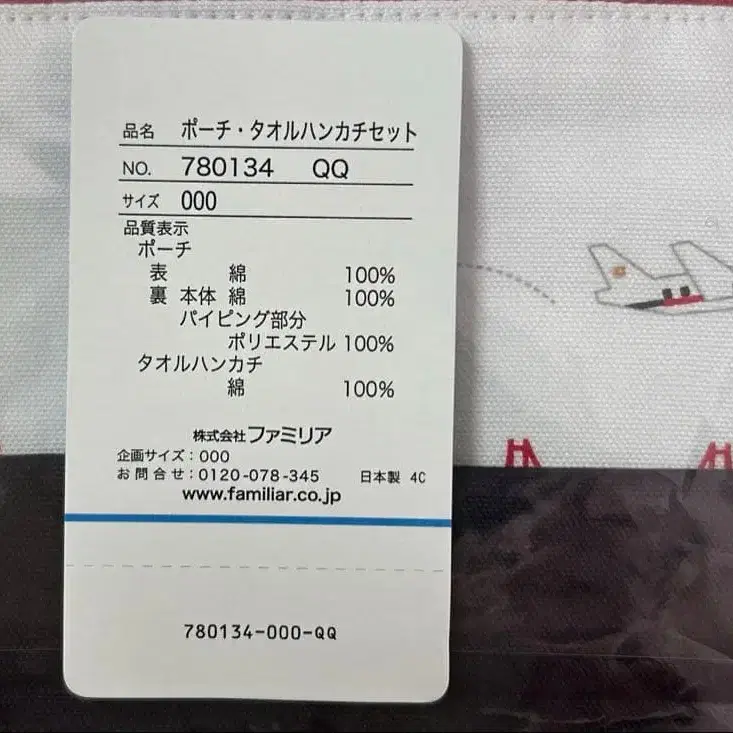 品名 ポーチ・タオルハンカチセット
NO. 780134 QQ
サイズ 000
品質表示
ポーチ
表 綿 100%
裏 本体 綿 100%
パイピング部分
ポリエステル 100%
タオルハンカチ
綿 100%
株式会社ファミリア
企画サイズ：000
お問合せ：0120-078-345 日本製 4C
www.familiar.co.jp
780134-000-QQ